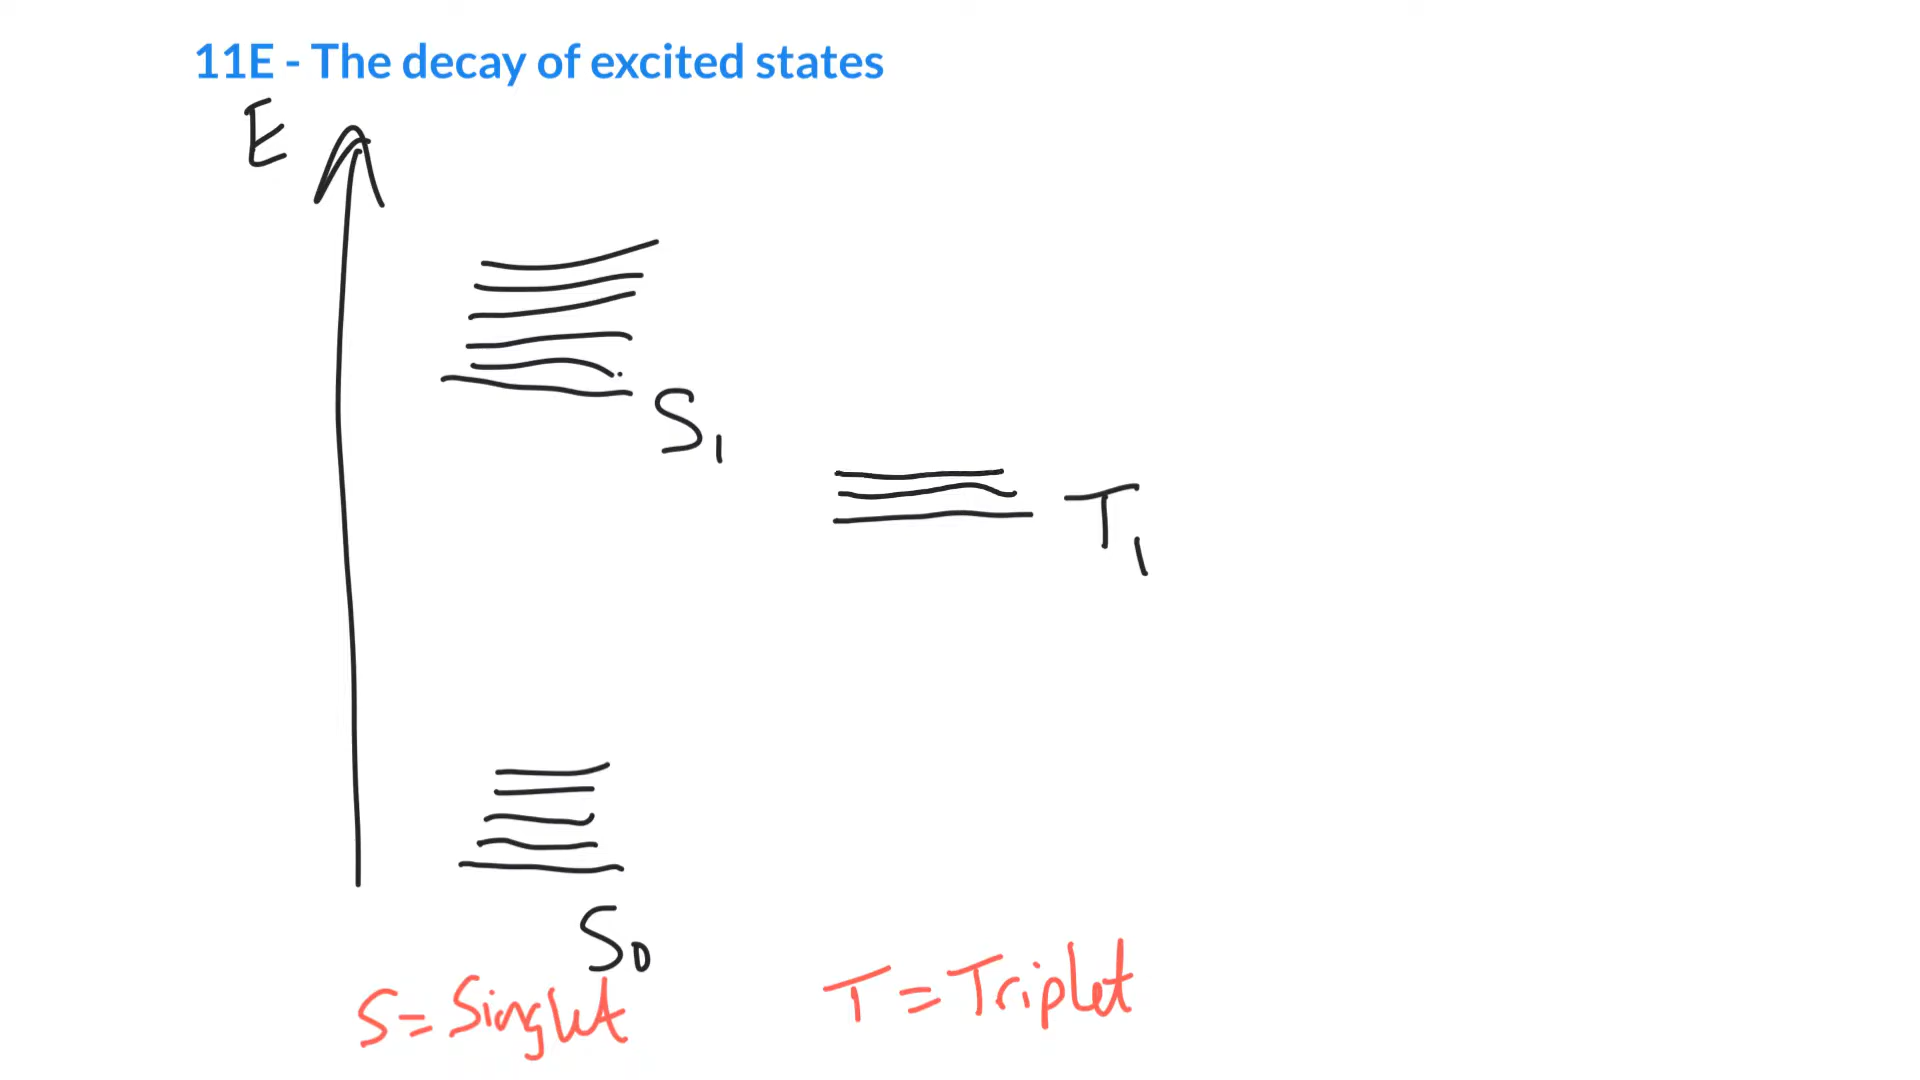 11E - The decay of excited states
E
S1
T1
S0
S = Singlet
T = Triplet